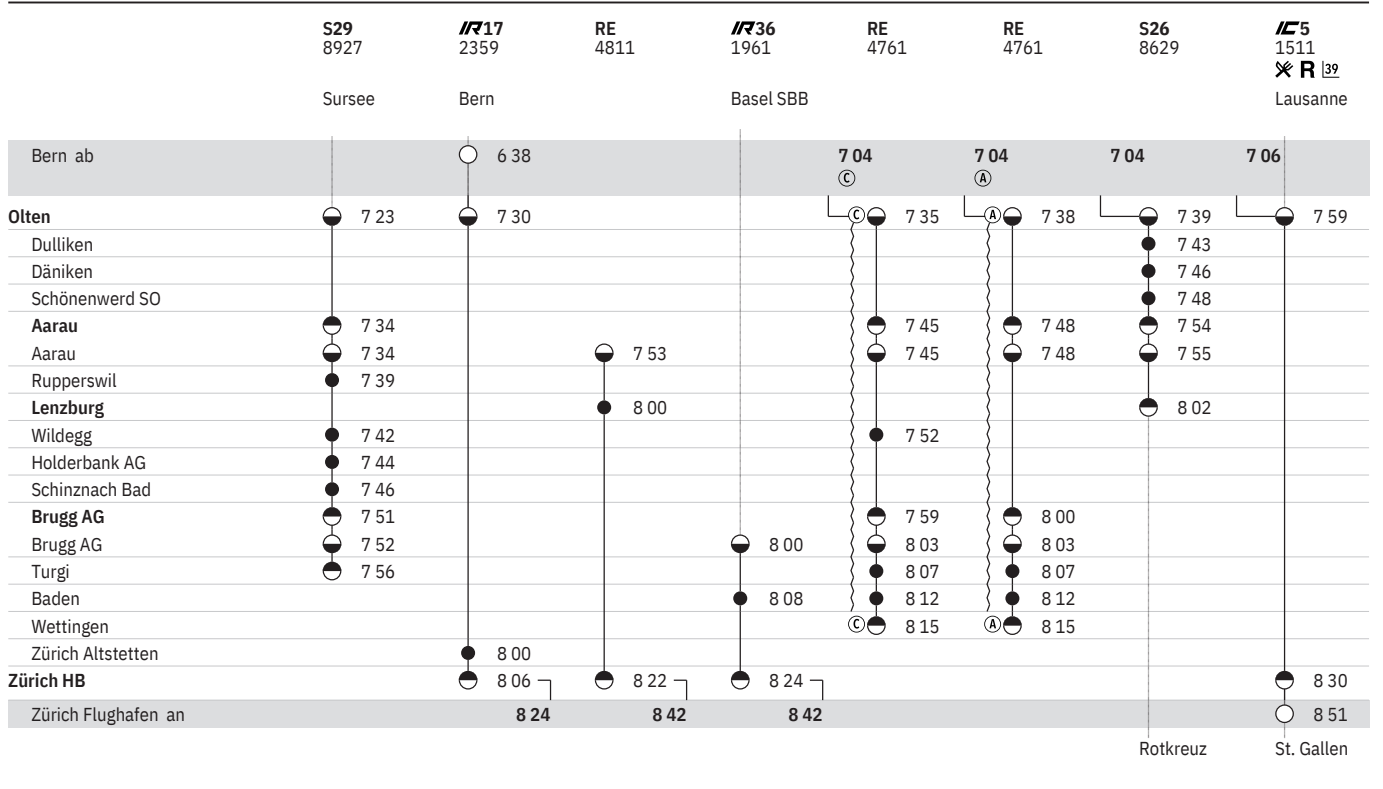 S29 IR17 RE IR36 RE RE S26 IC5
8927 2359 4811 1961 4761 4761 8629 1511
R 39
Sursee Bern Basel SBB Lausanne
Bern ab 6 38 7 04 7 04 7 04 7 06
C A
Olten 7 23 7 30 C 7 35 A 7 38 7 39 7 59
Dulliken 7 43
Däniken 7 46
Schönenwerd SO 7 48
Aarau 7 34 7 45 7 48 7 54
Aarau 7 34 7 53 7 45 7 48 7 55
Rupperswil 7 39
Lenzburg 8 00 8 02
Wildegg 7 42 7 52
Holderbank AG 7 44
Schinznach Bad 7 46
Brugg AG 7 51 7 59 8 00
Brugg AG 7 52 8 00 8 03 8 03
Turgi 7 56 8 07 8 07
Baden 8 08 8 12 8 12
Wettingen C 8 15 A 8 15
Zürich Altstetten 8 00
Zürich HB 8 06 8 22 8 24 8 30
Zürich Flughafen an 8 24 8 42 8 42 8 51
Rotkreuz St. Gallen